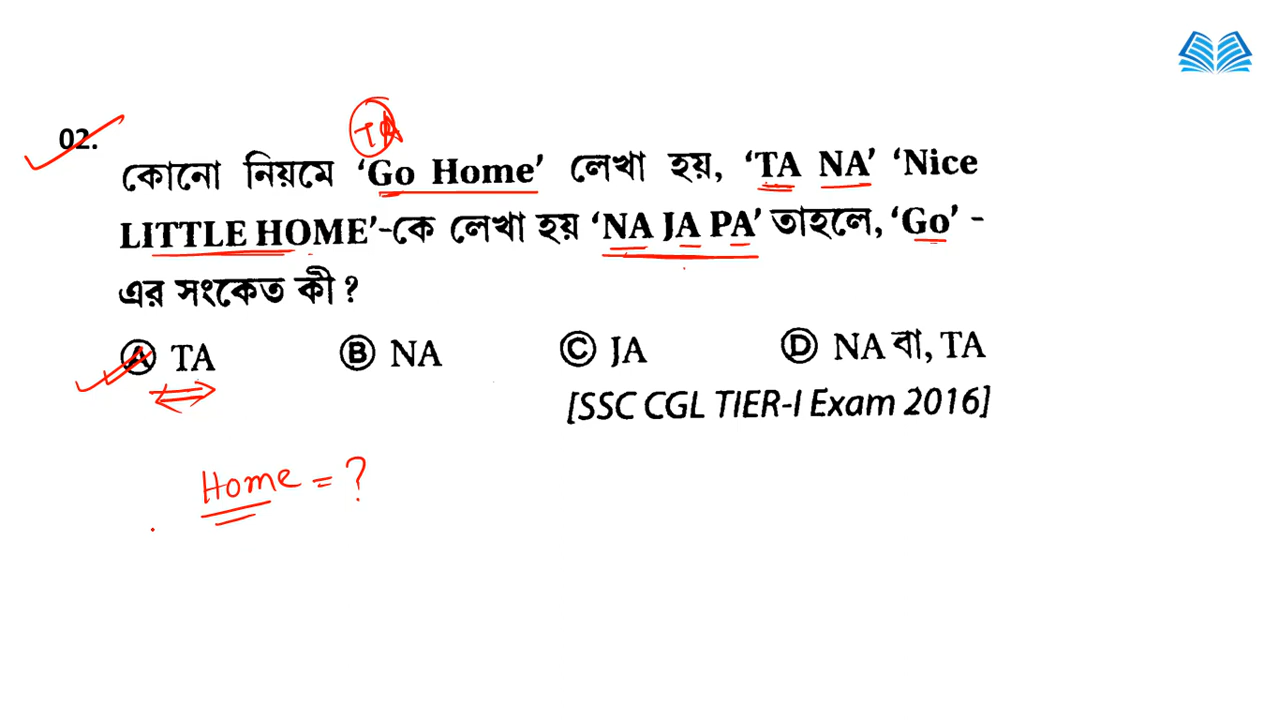 TA
02.
কোনো নিয়মে ‘Go Home’ লেখা হয়, ‘TA NA’ ‘Nice
LITTLE HOME’-কে লেখা হয় ‘NA JA PA’ তাহলে, ‘Go’ -
এর সংকেত কী ?
Ⓐ TA Ⓑ NA Ⓒ JA Ⓓ NA বা, TA
[SSC CGL TIER-I Exam 2016]
Home = ?